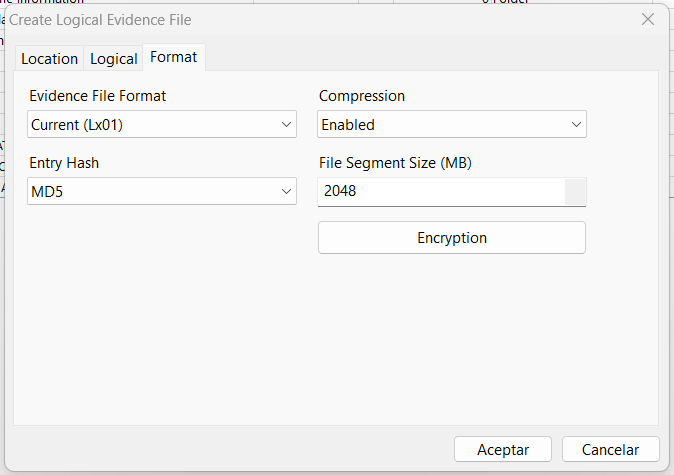 Create Logical Evidence File
Location Logical Format
Evidence File Format
Compression
Current (Lx01)
Enabled
Entry Hash
File Segment Size (MB)
MD5
2048
Encryption
Aceptar
Cancelar